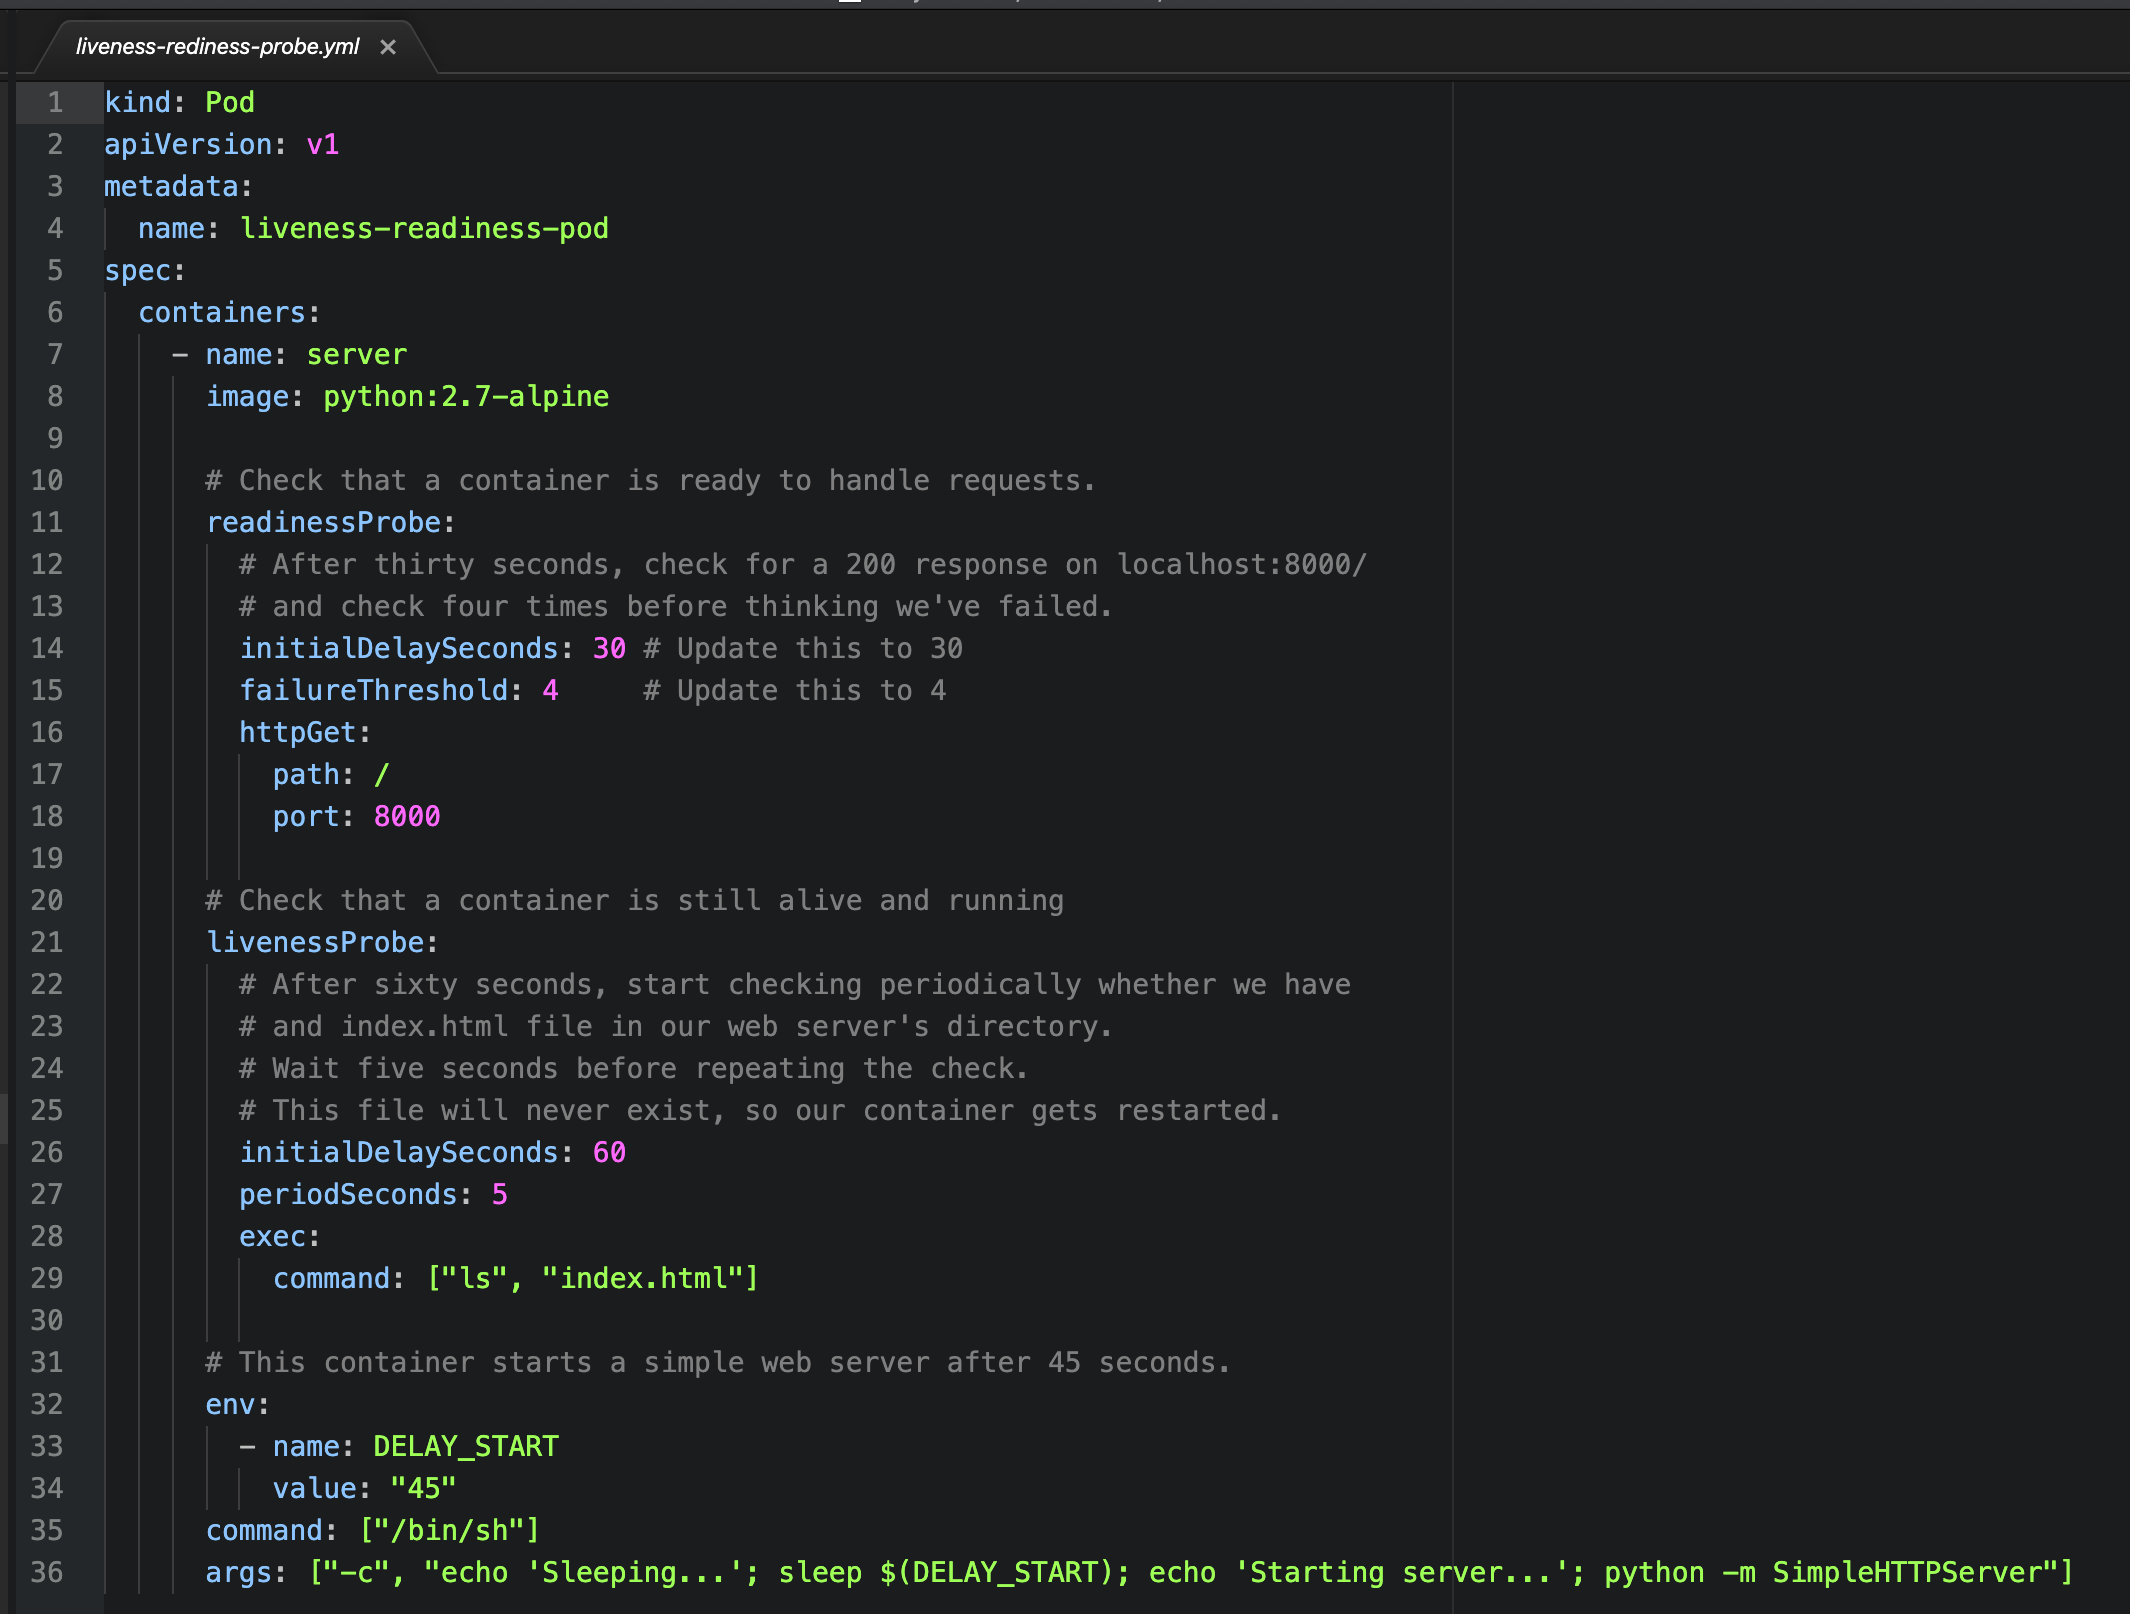 liveness-rediness-probe.yml ×
1 kind: Pod
2 apiVersion: v1
3 metadata:
4   name: liveness-readiness-pod
5 spec:
6   containers:
7     - name: server
8       image: python:2.7-alpine
9
10       # Check that a container is ready to handle requests.
11       readinessProbe:
12         # After thirty seconds, check for a 200 response on localhost:8000/
13         # and check four times before thinking we've failed.
14         initialDelaySeconds: 30 # Update this to 30
15         failureThreshold: 4     # Update this to 4
16         httpGet:
17           path: /
18           port: 8000
19
20       # Check that a container is still alive and running
21       livenessProbe:
22         # After sixty seconds, start checking periodically whether we have
23         # and index.html file in our web server's directory.
24         # Wait five seconds before repeating the check.
25         # This file will never exist, so our container gets restarted.
26         initialDelaySeconds: 60
27         periodSeconds: 5
28         exec:
29           command: ["ls", "index.html"]
30
31       # This container starts a simple web server after 45 seconds.
32       env:
33         - name: DELAY_START
34           value: "45"
35       command: ["/bin/sh"]
36       args: ["-c", "echo 'Sleeping...'; sleep $(DELAY_START); echo 'Starting server...'; python -m SimpleHTTPServer"]